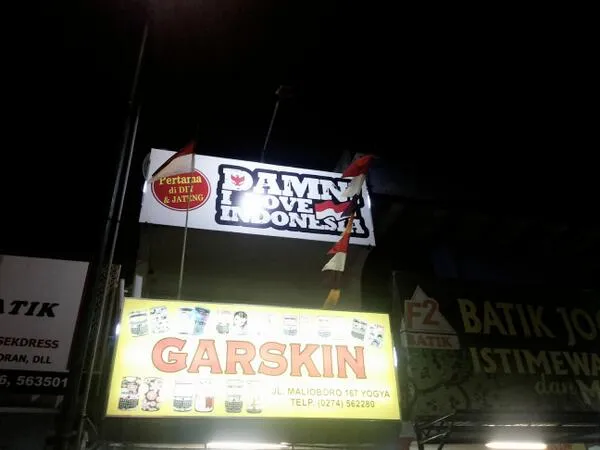 Pertama
di DIY
& JATENG
DAMN!
I LOVE
INDONESIA
GARSKIN
JL. MALIOBORO 167 YOGYA
TELP. (0274) 562280
ATIK
SEKDRESS
ORAN, DLL
6, 563501
F2
BATIK
BATIK JO
ISTIMEWA
dan
M